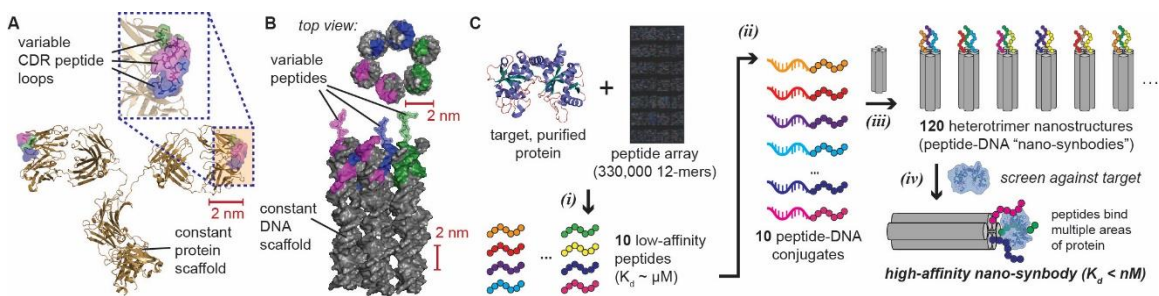 A
variable
CDR peptide
loops
2 nm
constant
protein
scaffold
B
top view:
variable
peptides
2 nm
constant
DNA
scaffold
2 nm
C
target, purified
protein
+
peptide array
(330,000 12-mers)
(i)
...
10 low-affinity
peptides
(Kd ~ μM)
(ii)
...
10 peptide-DNA
conjugates
(iii)
...
120 heterotrimer nanostructures
(peptide-DNA “nano-synbodies”)
(iv)
screen against target
peptides bind
multiple areas
of protein
high-affinity nano-synbody (Kd < nM)